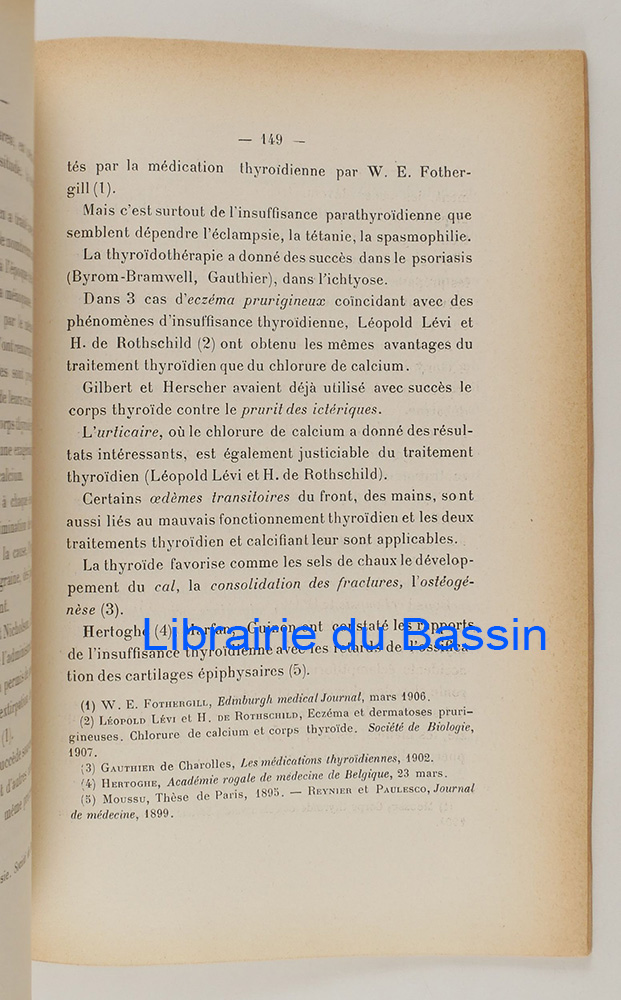 — 149 —
tés par la médication thyroïdienne par W. E. Fother-
gill (1).
Mais c'est surtout de l'insuffisance parathyroïdienne que
semblent dépendre l'éclampsie, la tétanie, la spasmophilie.
La thyroïdothérapie a donné des succès dans le psoriasis
(Byrom-Bramwell, Gauthier), dans l'ichtyose.
Dans 3 cas d'eczéma prurigineux coïncidant avec des
phénomènes d'insuffisance thyroïdienne, Léopold Lévi et
H. de Rothschild (2) ont obtenu les mêmes avantages du
traitement thyroïdien que du chlorure de calcium.
Gilbert et Herscher avaient déjà utilisé avec succès le
corps thyroïde contre le prurit des ictériques.
L'urticaire, où le chlorure de calcium a donné des résul-
tats intéressants, est également justiciable du traitement
thyroïdien (Léopold Lévi et H. de Rothschild).
Certains œdèmes transitoires du front, des mains, sont
aussi liés au mauvais fonctionnement thyroïdien et les deux
traitements thyroïdien et calcifiant leur sont applicables.
La thyroïde favorise comme les sels de chaux le dévelop-
pement du cal, la consolidation des fractures, l'ostéogé-
nèse (3).
Hertoghe (4) Marfan, Guinon ont constaté les rapports
Librairie du Bassin
de l'insuffisance thyroïdienne avec les retards de l'ossifica-
tion des cartilages épiphysaires (5).
(1) W. E. FOTHERGILL, Edinburgh medical Journal, mars 1906.
(2) LÉOPOLD LÉVI et H. DE ROTHSCHILD, Eczéma et dermatoses pruri-
gineuses. Chlorure de calcium et corps thyroïde. Société de Biologie,
1907.
(3) GAUTHIER de Charolles, Les médications thyroïdiennes, 1902.
(4) HERTOGHE, Académie royale de médecine de Belgique, 23 mars.
(5) MOUSSU, Thèse de Paris, 1895. — REYNIER et PAULESCO, Journal
de médecine, 1899.